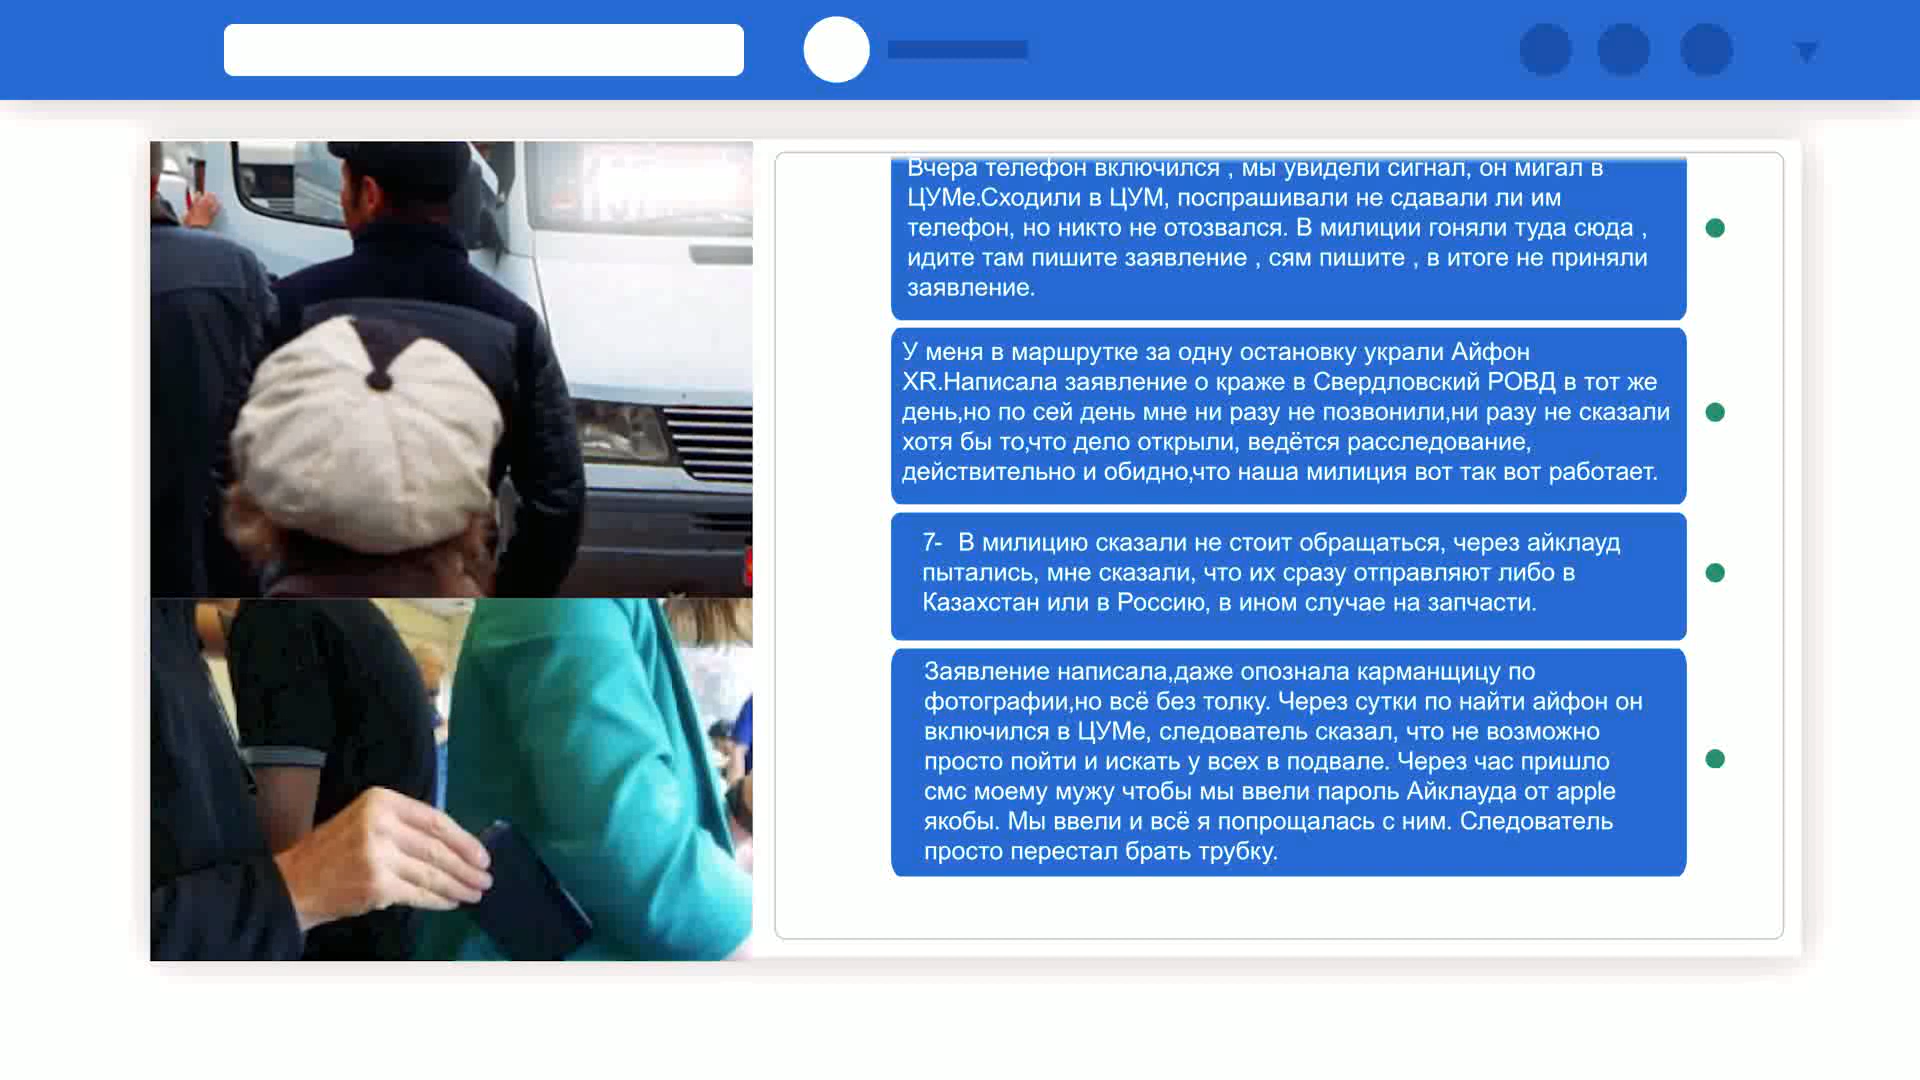 Вчера телефон включился , мы увидели сигнал, он мигал в
ЦУМе.Сходили в ЦУМ, поспрашивали не сдавали ли им
телефон, но никто не отозвался. В милиции гоняли туда сюда ,
идите там пишите заявление , сям пишите , в итоге не приняли
заявление.
У меня в маршрутке за одну остановку украли Айфон
XR.Написала заявление о краже в Свердловский РОВД в тот же
день,но по сей день мне ни разу не позвонили,ни разу не сказали
хотя бы то,что дело открыли, ведётся расследование,
действительно и обидно,что наша милиция вот так вот работает.
7- В милицию сказали не стоит обращаться, через айклауд
пытались, мне сказали, что их сразу отправляют либо в
Казахстан или в Россию, в ином случае на запчасти.
Заявление написала,даже опознала карманщицу по
фотографии,но всё без толку. Через сутки по найти айфон он
включился в ЦУМе, следователь сказал, что не возможно
просто пойти и искать у всех в подвале. Через час пришло
смс моему мужу чтобы мы ввели пароль Айклауда от apple
якобы. Мы ввели и всё я попрощалась с ним. Следователь
просто перестал брать трубку.